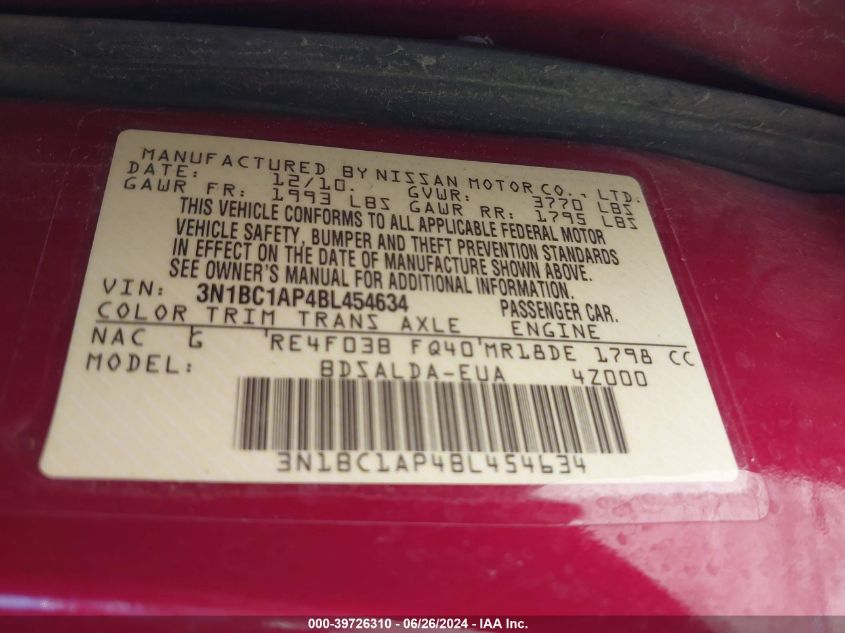 MANUFACTURED BY NISSAN MOTOR CO., LTD.
DATE: 12/10. GVWR: 3770 LBS
GAWR FR: 1993 LBS GAWR RR: 1795 LBS
THIS VEHICLE CONFORMS TO ALL APPLICABLE FEDERAL MOTOR
VEHICLE SAFETY, BUMPER AND THEFT PREVENTION STANDARDS
IN EFFECT ON THE DATE OF MANUFACTURE SHOWN ABOVE.
SEE OWNER'S MANUAL FOR ADDITIONAL INFORMATION.
VIN: 3N1BC1AP4BL454634 PASSENGER CAR.
COLOR TRIM TRANS AXLE ENGINE
NAC G 'RE4F03B FQ40'MR18DE 1798 CC
MODEL: BDSALDA-EUA 4Z000
3N1BC1AP4BL454634
000-39726310 / 06/26/2024 - IAA Inc.